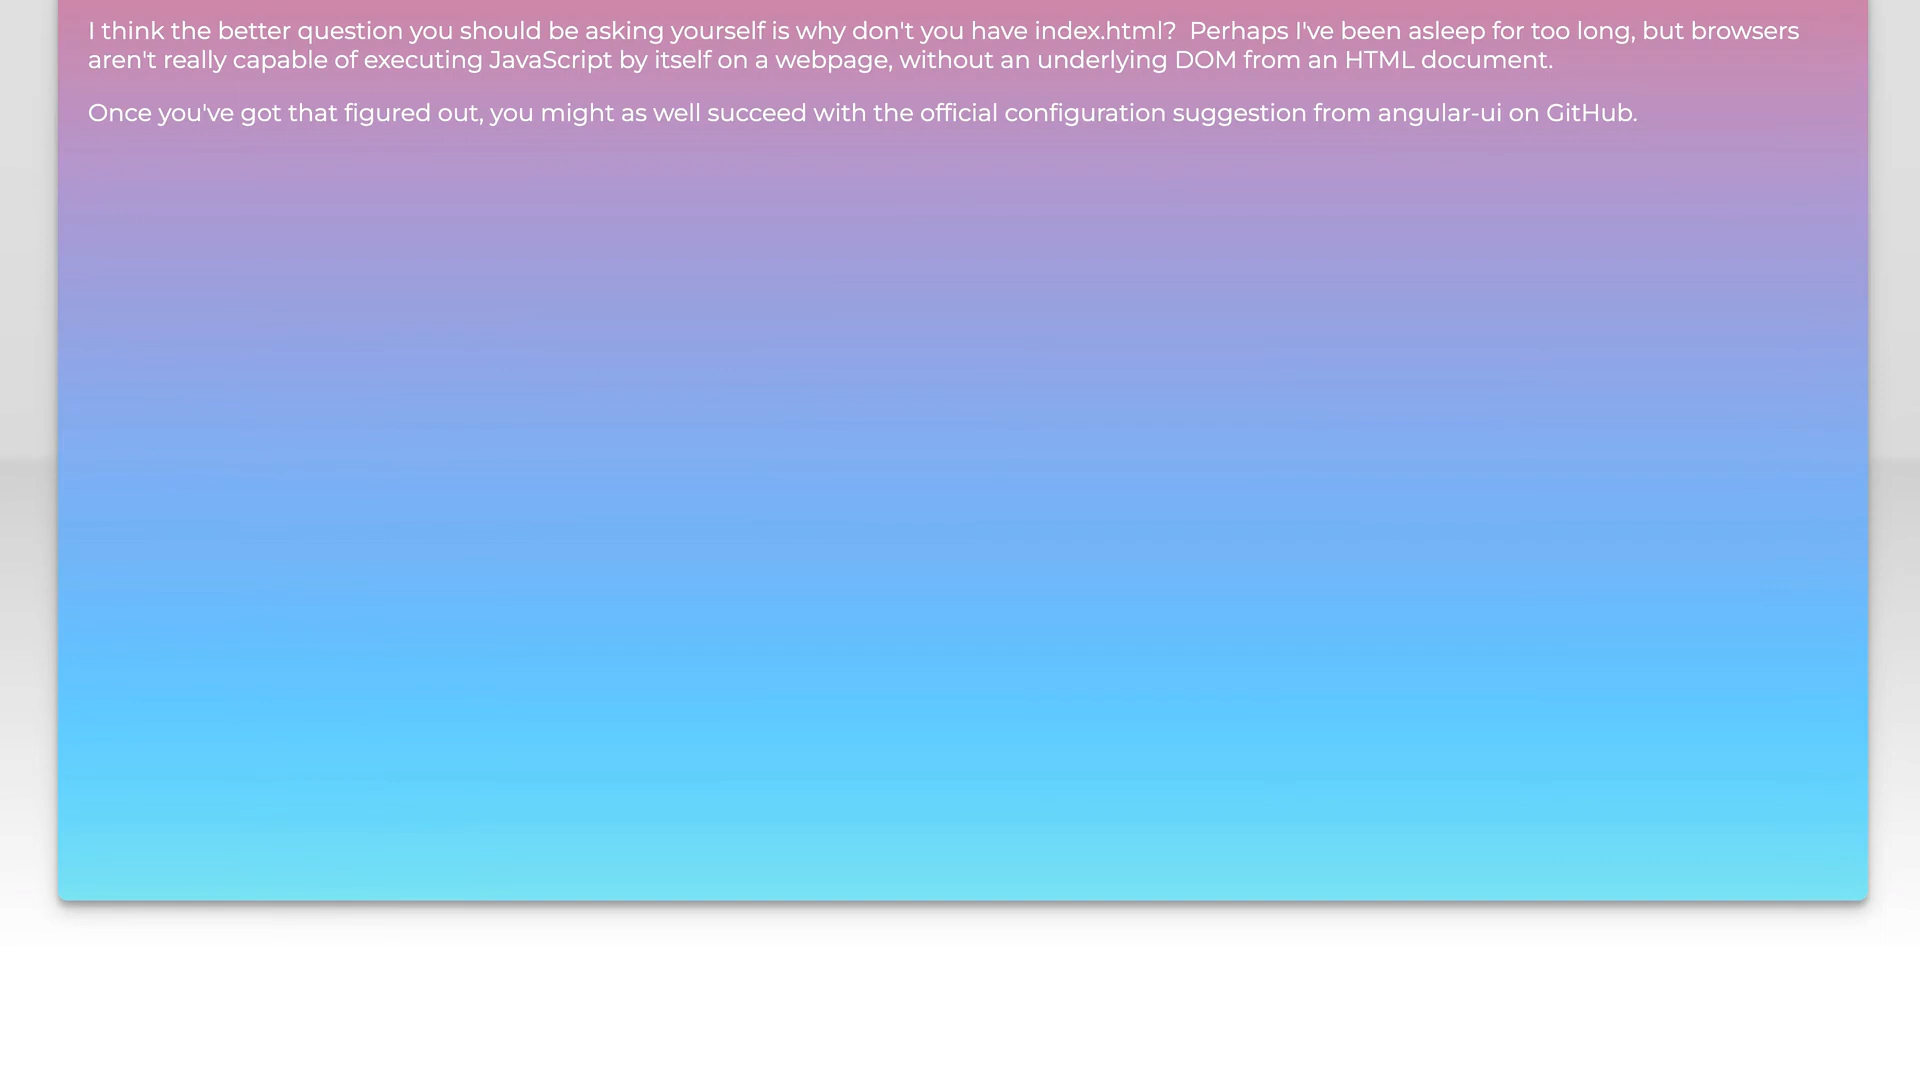 I think the better question you should be asking yourself is why don't you have index.html?  Perhaps I've been asleep for too long, but browsers
aren't really capable of executing JavaScript by itself on a webpage, without an underlying DOM from an HTML document.
Once you've got that figured out, you might as well succeed with the official configuration suggestion from angular-ui on GitHub.